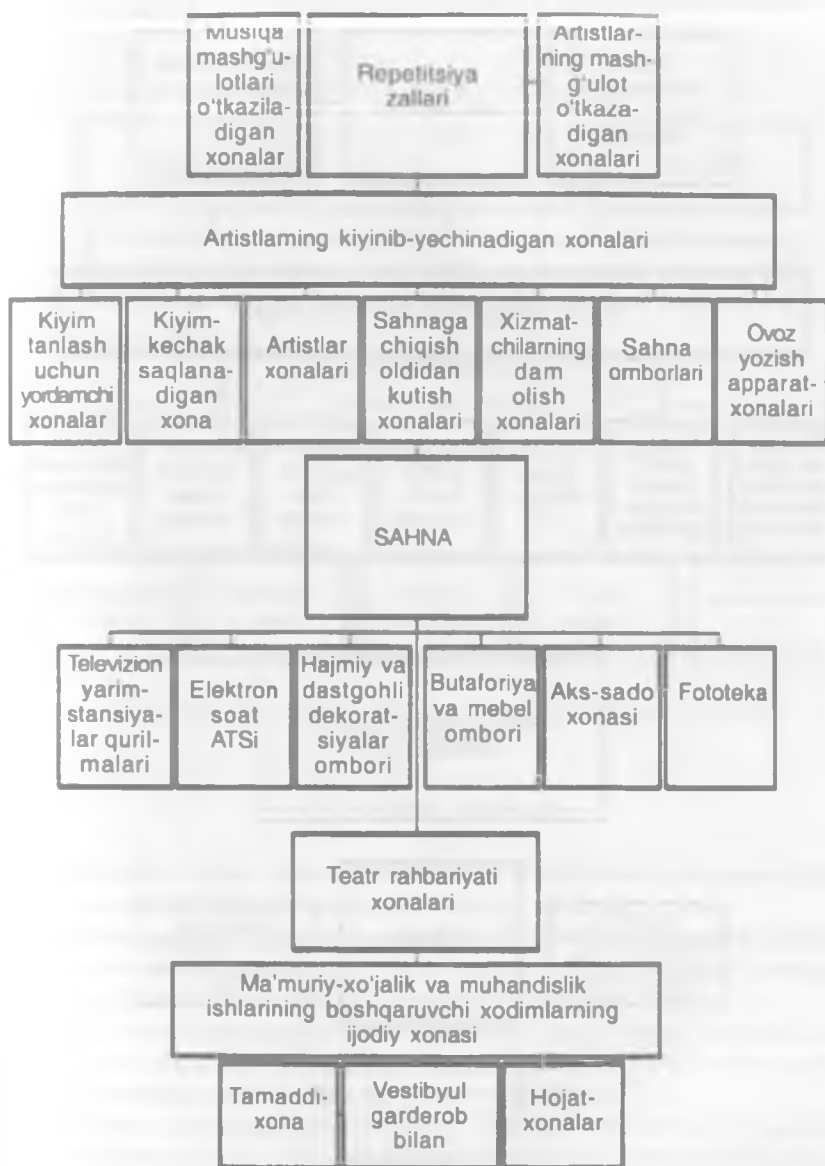 Musiqa
mashg'u-
lotlari
o'tkazila-
digan
xonalar
Repetitsiya
zallari
Artistlar-
ning mash-
g'ulot
o'tkaza-
digan
xonalari
Artistlarning kiyinib-yechinadigan xonalari
Kiyim
tanlash
uchun
yordamchi
xonalar
Kiyim-
kechak
saqlana-
digan
xona
Artistlar
xonalari
Sahnaga
chiqish
oldidan
kutish
xonalari
Xizmat-
chilarning
dam
olish
xonalari
Sahna
omborlari
Ovoz
yozish
apparat-
xonalari
SAHNA
Televizion
yarim-
stansiya-
lar quril-
malari
Elektron
soat
ATSi
Hajmiy va
dastgohli
dekorat-
siyalar
ombori
Butaforiya
va mebel
ombori
Aks-sado
xonasi
Fototeka
Teatr rahbariyati
xonalari
Ma'muriy-xo'jalik va muhandislik
ishlarining boshqaruvchi xodimlarning
ijodiy xonasi
Tamaddi-
xona
Vestibyul
garderob
bilan
Hojat-
xonalar